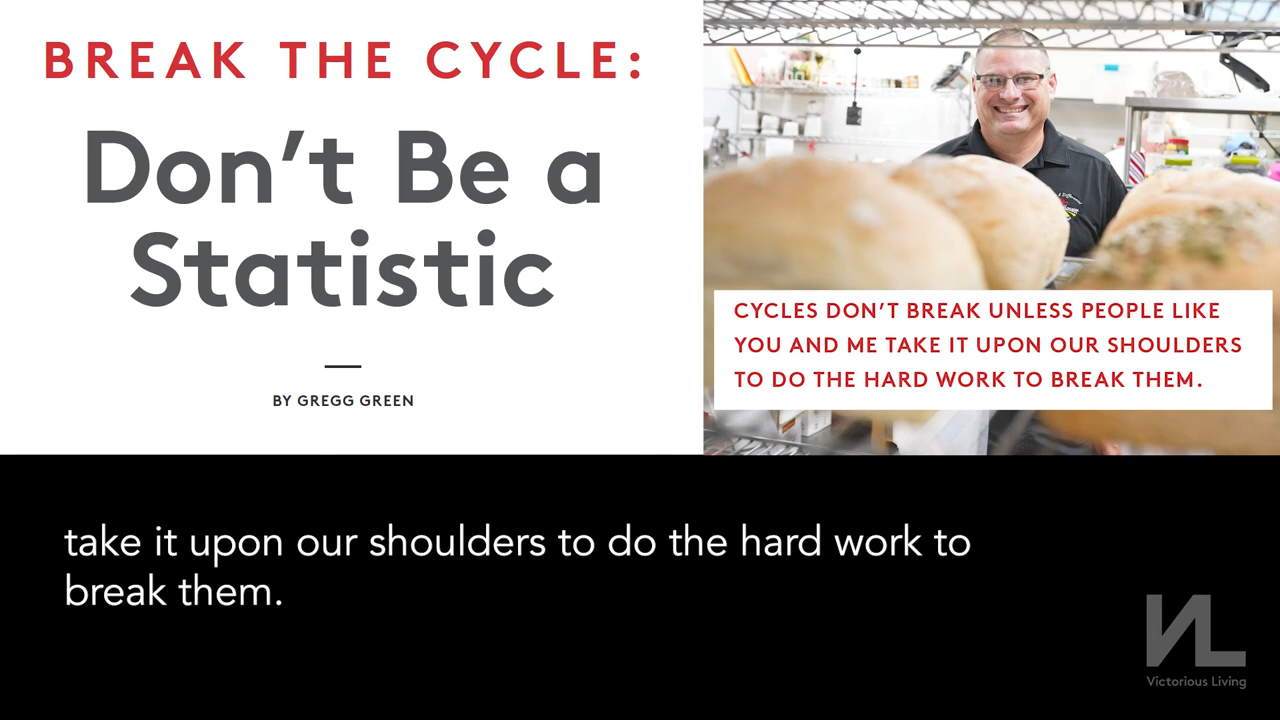 BREAK THE CYCLE:
Don't Be a
Statistic
BY GREGG GREEN
CYCLES DON'T BREAK UNLESS PEOPLE LIKE
YOU AND ME TAKE IT UPON OUR SHOULDERS
TO DO THE HARD WORK TO BREAK THEM.
take it upon our shoulders to do the hard work to
break them.
VL
Victorious Living